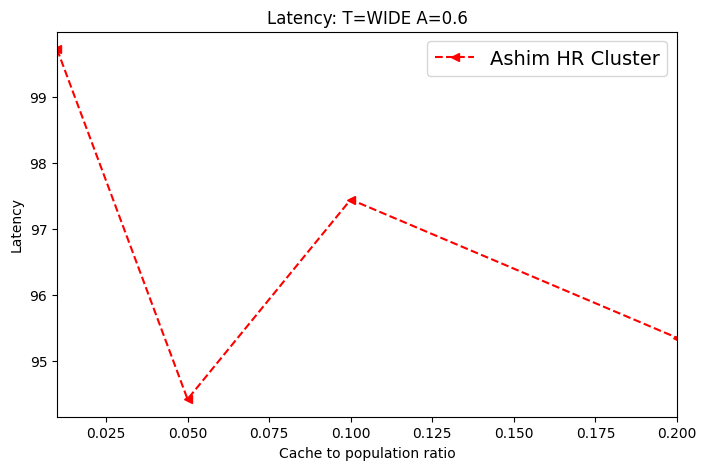 Latency: T=WIDE A=0.6
Ashim HR Cluster
99
98
97
96
95
Latency
0.025 0.050 0.075 0.100 0.125 0.150 0.175 0.200
Cache to population ratio